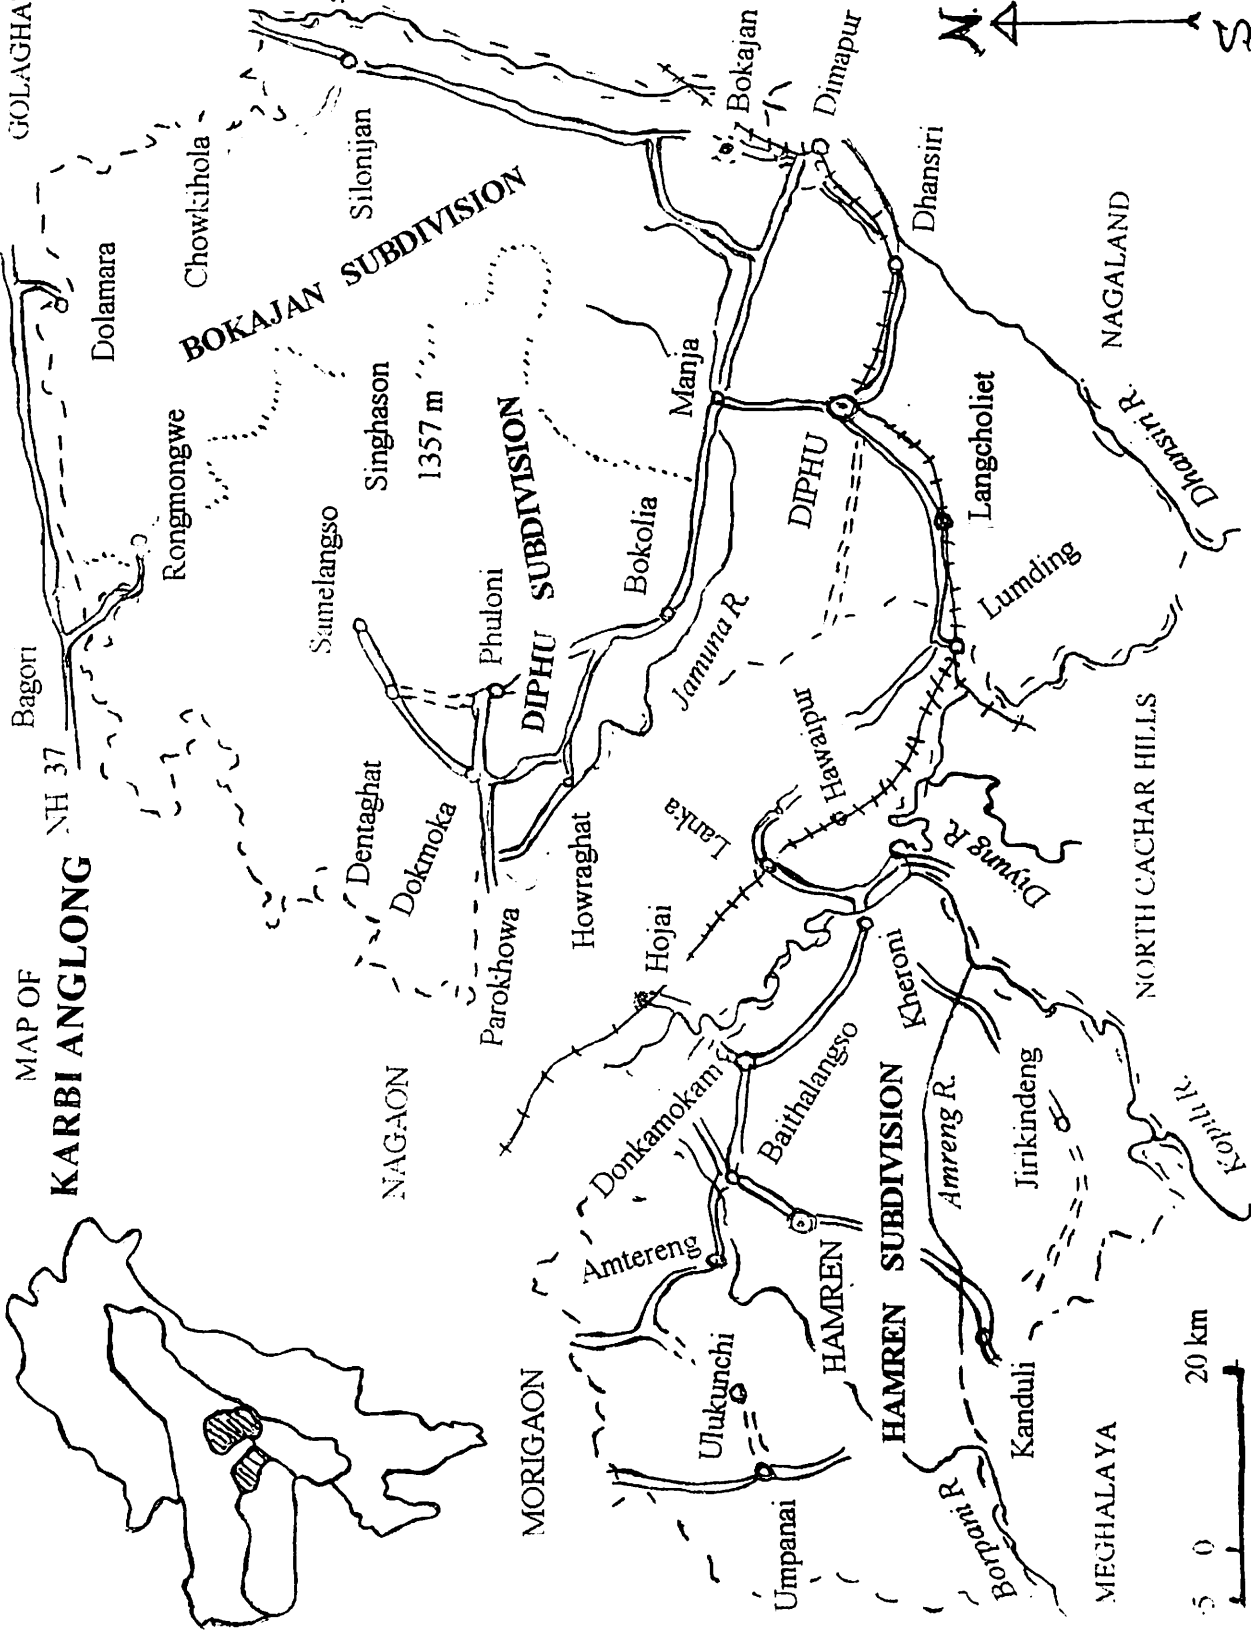 MAP OF
KARBI ANGLONG
NH 37
Bagori
GOLAGHA
Dolamara
Rongmongwe
Chowkihola
Silonijan
BOKAJAN SUBDIVISION
Samelangso
Singhason
1357 m
Dentaghat
Dokmoka
Phuloni
DIPHU SUBDIVISION
NAGAON
Parokhowa
Howraghat
Bokolia
Manja
Bokajan
Dimapur
Jamuna R.
Hojai
Lanka
Hawaipur
DIPHU
Langcholiet
Lumding
Dhansiri
NAGALAND
Dhansiri R.
N.
S
MORIGAON
Amtereng
Donkamokam
Baithalangso
Kheroni
Diyung R.
NORTH CACHAR HILLS
Ulukunchi
HAMREN
HAMREN SUBDIVISION
Amreng R.
Jirikindeng
Kopili R.
Umpanai
Borpani R.
Kanduli
MEGHALAYA
5 0 20 km